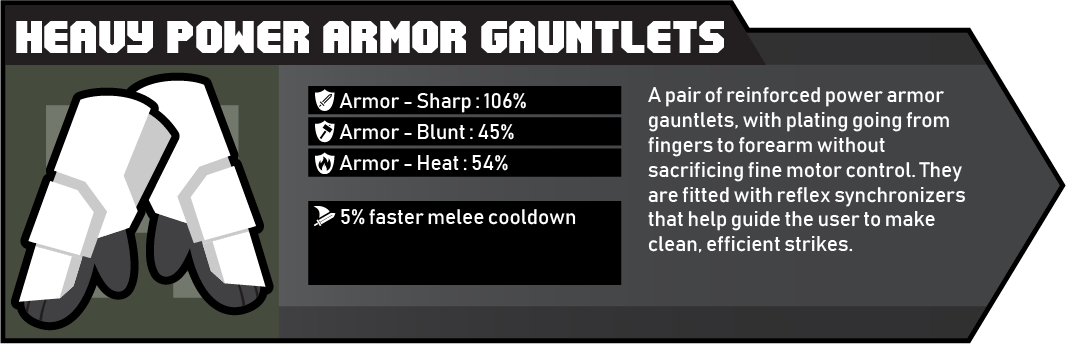 HEAVY POWER ARMOR GAUNTLETS
Armor - Sharp : 106%
Armor - Blunt : 45%
Armor - Heat : 54%
5% faster melee cooldown
A pair of reinforced power armor
gauntlets, with plating going from
fingers to forearm without
sacrificing fine motor control. They
are fitted with reflex synchronizers
that help guide the user to make
clean, efficient strikes.